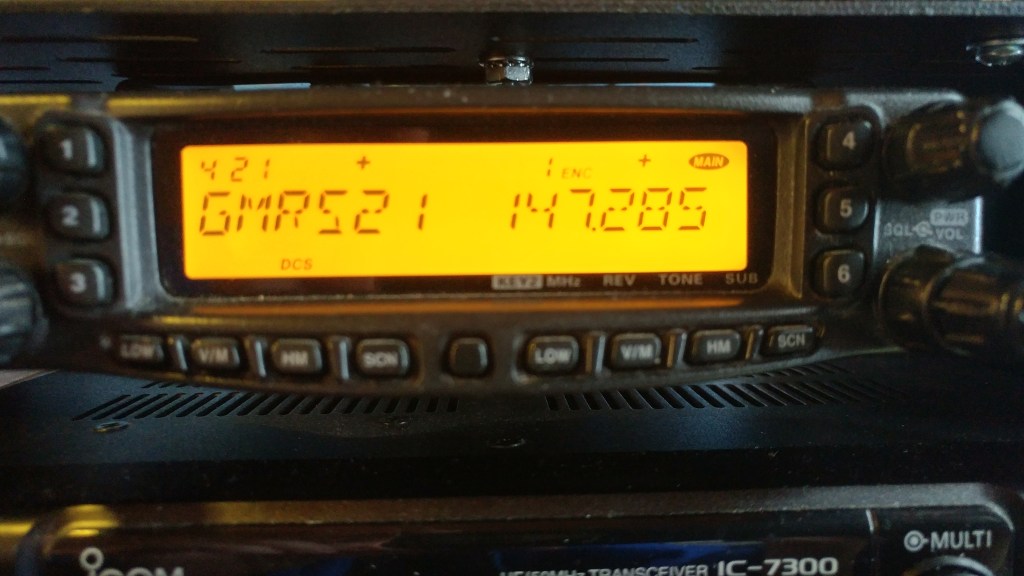 1
4
421 + 1 ENC + MAIN
GMRS21 147.285
2
5
PWR
SQL VOL
DCS
3
6
KEY2 MHz REV TONE SUB
LOW V/M HM SCN LOW V/M HM SCN
ICOM HF/50MHz TRANSCEIVER IC-7300 MULTI